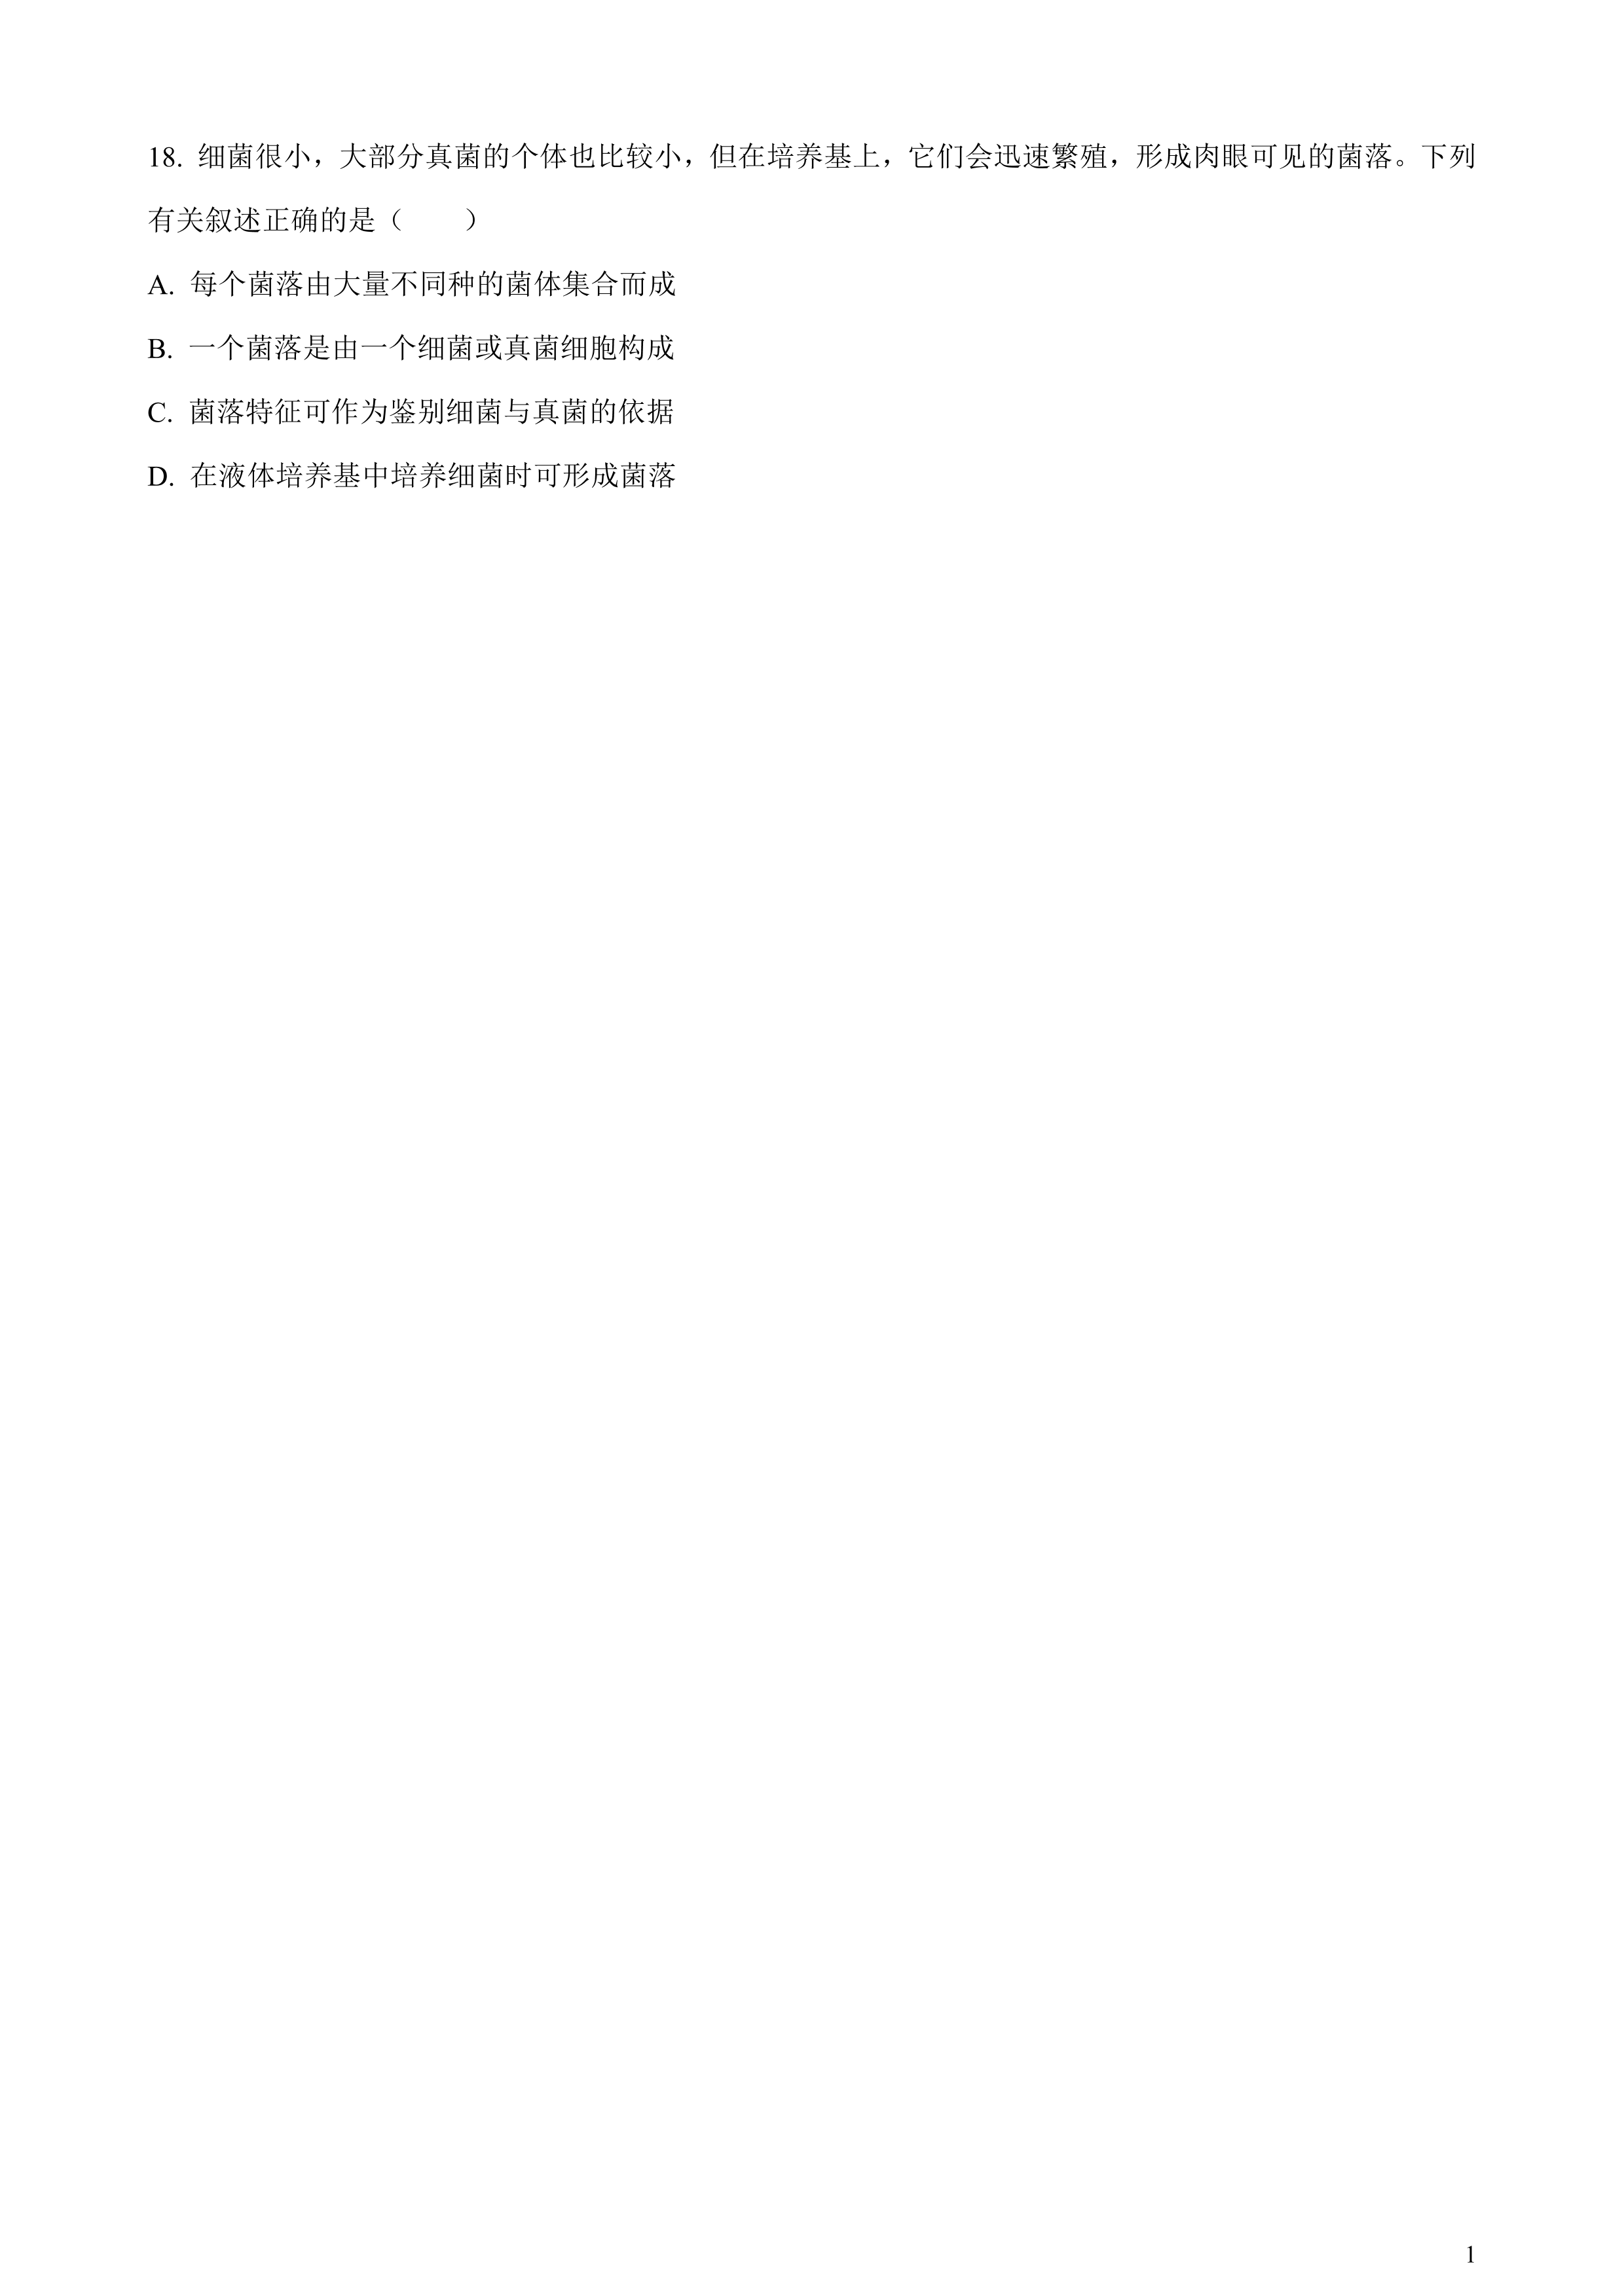 18. 细菌很小，大部分真菌的个体也比较小，但在培养基上，它们会迅速繁殖，形成肉眼可见的菌落。下列
有关叙述正确的是（　　）
A. 每个菌落由大量不同种的菌体集合而成
B. 一个菌落是由一个细菌或真菌细胞构成
C. 菌落特征可作为鉴别细菌与真菌的依据
D. 在液体培养基中培养细菌时可形成菌落
1